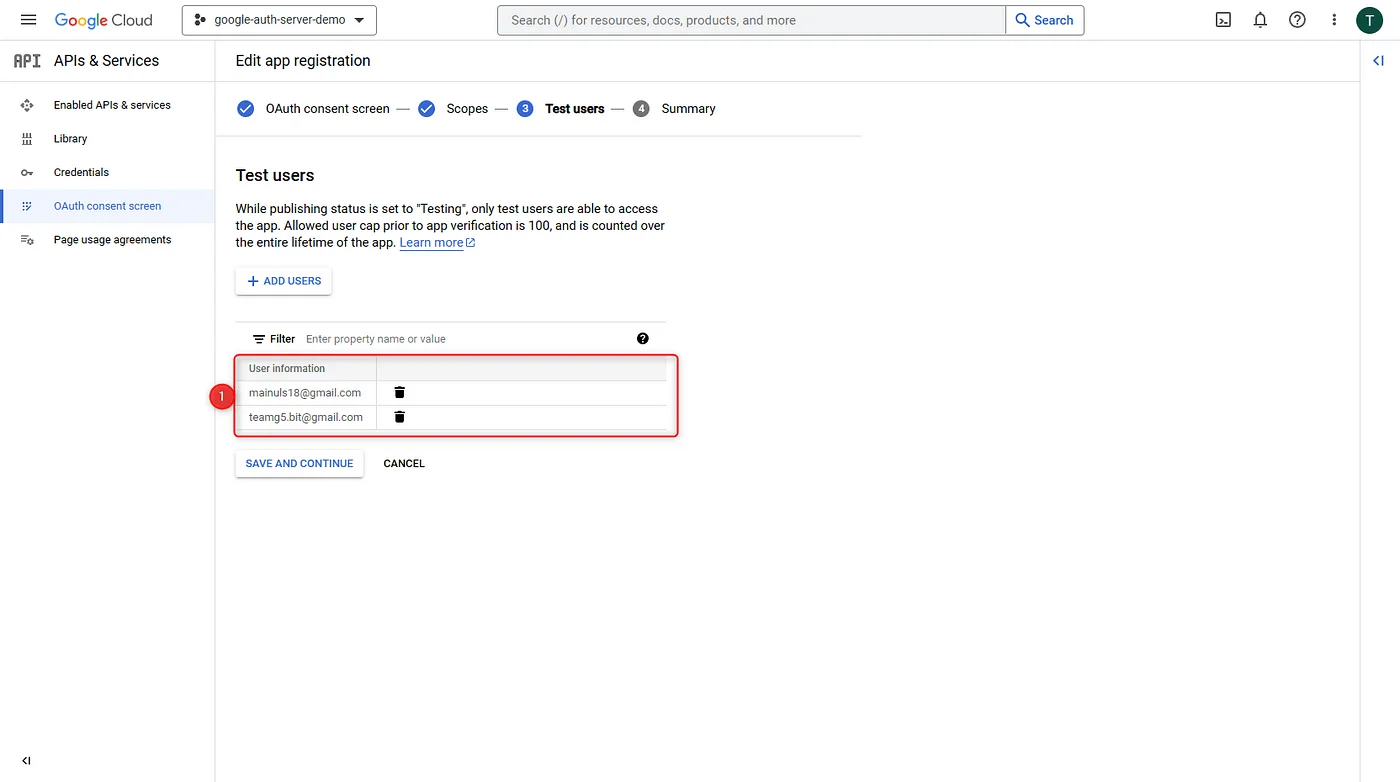 Google Cloud
google-auth-server-demo
Search (/) for resources, docs, products, and more
Search
T
API
APIs & Services
Enabled APIs & services
Library
Credentials
OAuth consent screen
Page usage agreements
Edit app registration
OAuth consent screen
Scopes
3
Test users
4
Summary
Test users
While publishing status is set to "Testing", only test users are able to access
the app. Allowed user cap prior to app verification is 100, and is counted over
the entire lifetime of the app. Learn more
ADD USERS
Filter
Enter property name or value
User information
1
mainuls18@gmail.com
teamg5.bit@gmail.com
SAVE AND CONTINUE
CANCEL